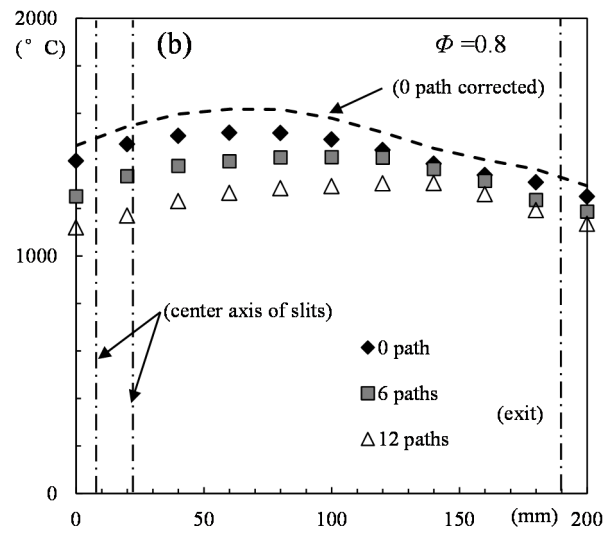 2000
(° C)
(b)
Φ =0.8
(0 path corrected)
1000
(center axis of slits)
0 path
6 paths
(exit)
12 paths
0
0 50 100 150 (mm) 200